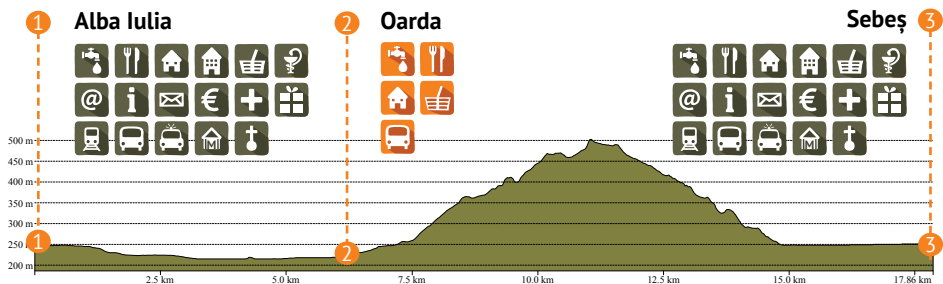 1 Alba Iulia
2 Oarda
Sebeș 3
@ i € +
@ i € +
500 m
450 m
400 m
350 m
300 m
250 m
200 m
1
2
3
2.5 km 5.0 km 7.5 km 10.0 km 12.5 km 15.0 km 17.86 km